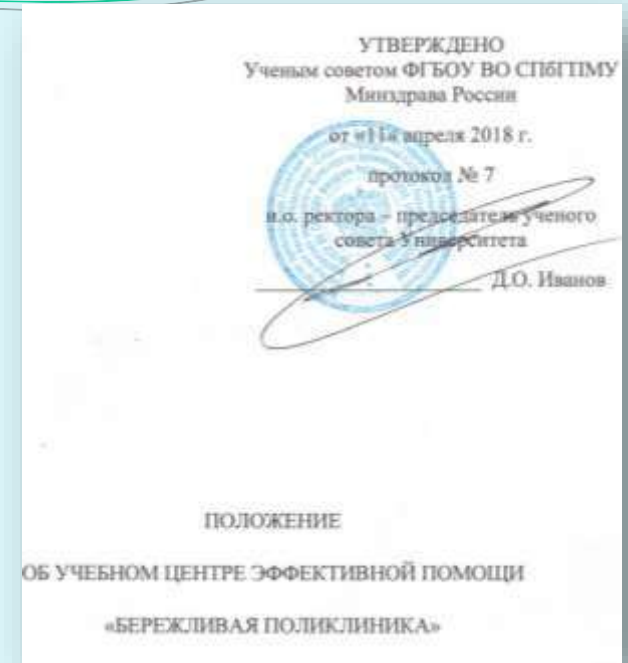 УТВЕРЖДЕНО
Ученым советом ФГБОУ ВО СПбГПМУ
Минздрава России
от «11« апреля 2018 г.
протокол № 7
и.о. ректора – председатель ученого
совета Университета
Д.О. Иванов
ПОЛОЖЕНИЕ
ОБ УЧЕБНОМ ЦЕНТРЕ ЭФФЕКТИВНОЙ ПОМОЩИ
«БЕРЕЖЛИВАЯ ПОЛИКЛИНИКА»